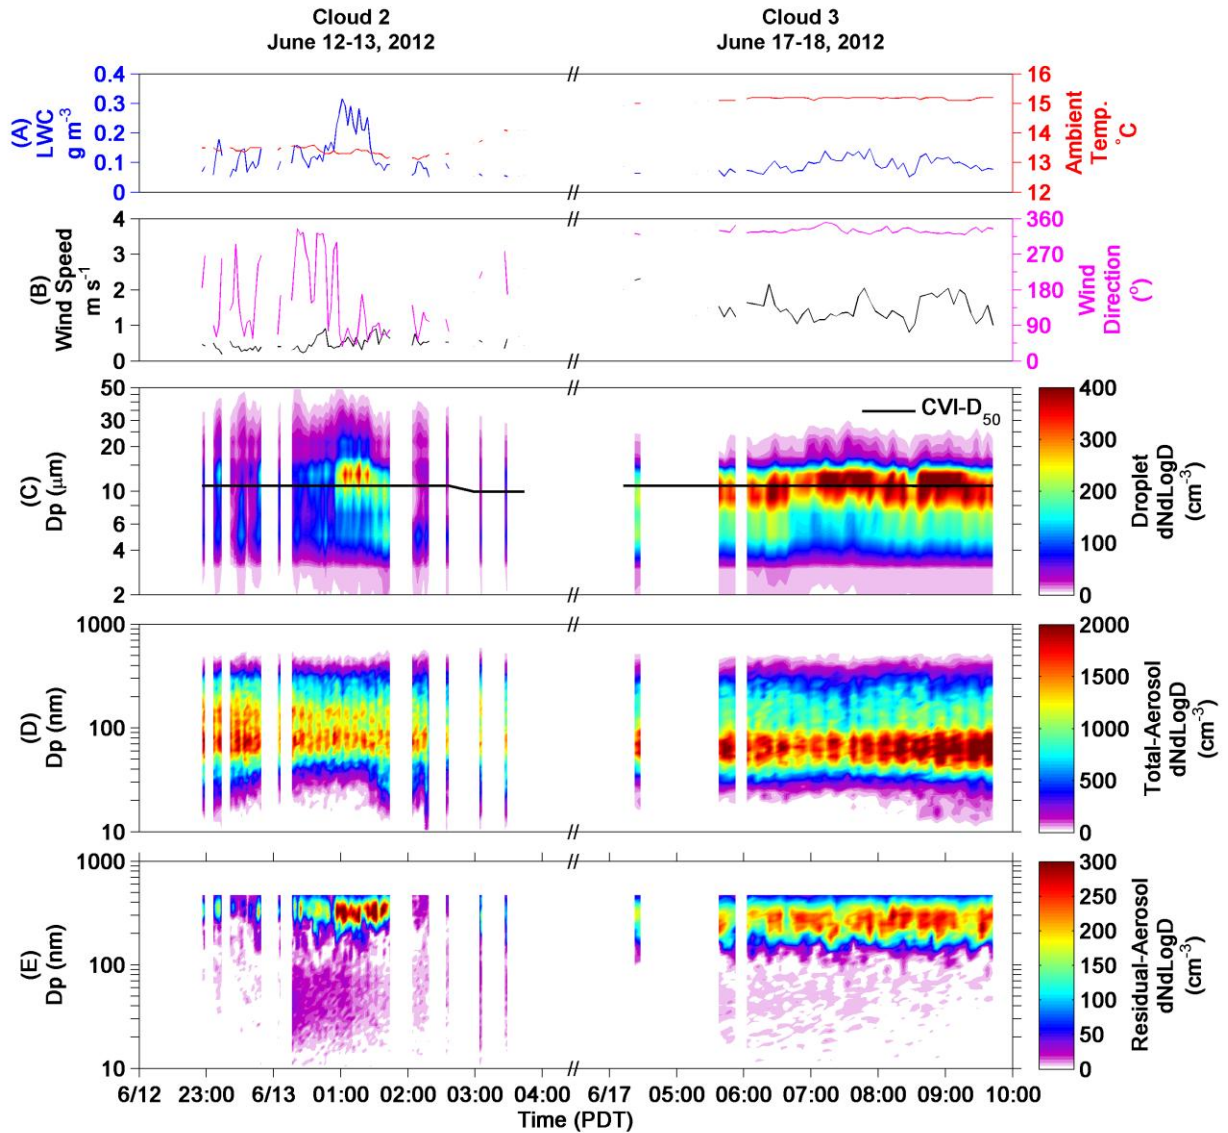 Cloud 2
June 12-13, 2012
Cloud 3
June 17-18, 2012
(A)
LWC
g m⁻³
0.4
0.3
0.2
0.1
0
//
//
16
15
14
13
12
Ambient
Temp.
°C
(B)
Wind Speed
m s⁻¹
4
3
2
1
0
//
360
270
180
90
0
Wind
Direction
(°)
(C)
Dp (μm)
50
30
20
10
6
4
2
//
CVI-D₅₀
400
300
200
100
0
Droplet
dNdLogD
(cm⁻³)
(D)
Dp (nm)
1000
100
10
//
2000
1500
1000
500
0
Total-Aerosol
dNdLogD
(cm⁻³)
(E)
Dp (nm)
1000
100
10
//
300
250
200
150
100
50
0
Residual-Aerosol
dNdLogD
(cm⁻³)
//
6/12 23:00 6/13 01:00 02:00 03:00 04:00 6/17 05:00 06:00 07:00 08:00 09:00 10:00
Time (PDT)